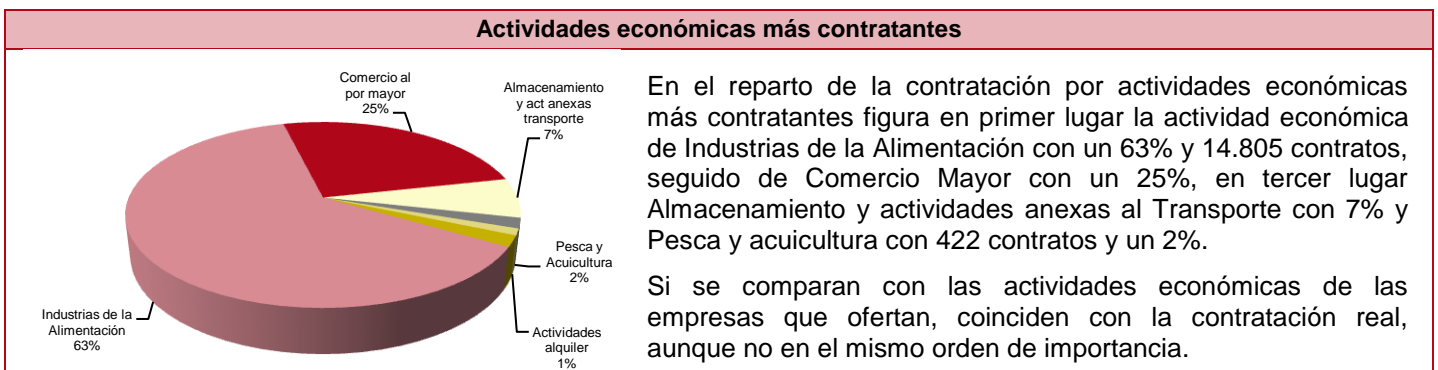 Actividades económicas más contratantes
Comercio al
por mayor
25%
Almacenamiento
y act anexas
transporte
7%
Pesca y
Acuicultura
2%
Actividades
alquiler
1%
Industrias de la
Alimentación
63%
En el reparto de la contratación por actividades económicas
más contratantes figura en primer lugar la actividad económica
de Industrias de la Alimentación con un 63% y 14.805 contratos,
seguido de Comercio Mayor con un 25%, en tercer lugar
Almacenamiento y actividades anexas al Transporte con 7% y
Pesca y acuicultura con 422 contratos y un 2%.
Si se comparan con las actividades económicas de las
empresas que ofertan, coinciden con la contratación real,
aunque no en el mismo orden de importancia.